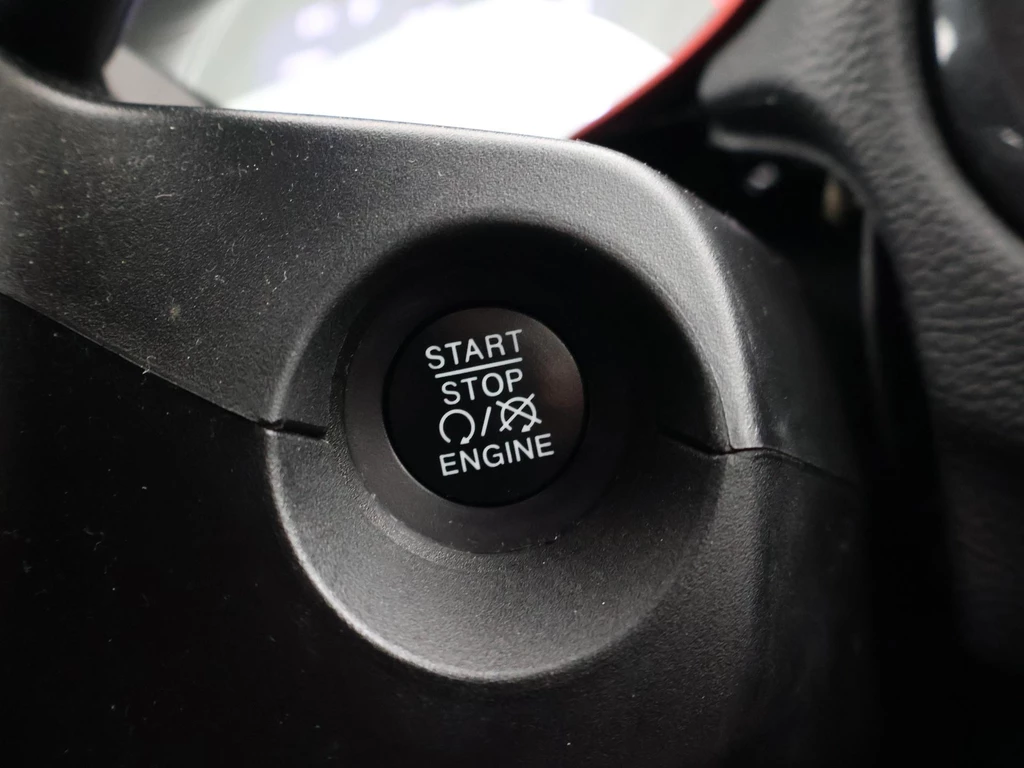 START
STOP
/
ENGINE